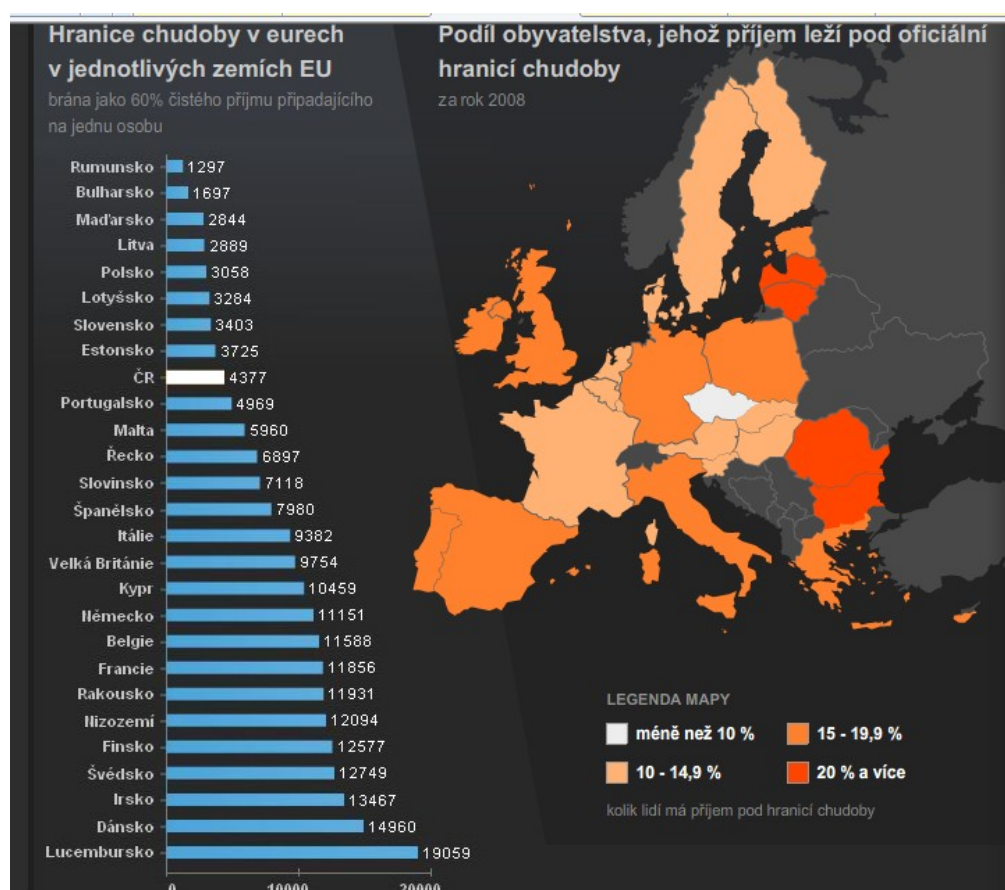 Hranice chudoby v eurech
v jednotlivých zemích EU
brána jako 60% čistého příjmu připadajícího
na jednu osobu
Rumunsko 1297
Bulharsko 1697
Maďarsko 2844
Litva 2889
Polsko 3058
Lotyšsko 3284
Slovensko 3403
Estonsko 3725
ČR 4377
Portugalsko 4969
Malta 5960
Řecko 6897
Slovinsko 7118
Španělsko 7980
Itálie 9382
Velká Británie 9754
Kypr 10459
Německo 11151
Belgie 11588
Francie 11856
Rakousko 11931
Nizozemí 12094
Finsko 12577
Švédsko 12749
Irsko 13467
Dánsko 14960
Lucembursko 19059
0 10000 20000
Podíl obyvatelstva, jehož příjem leží pod oficiální
hranicí chudoby
za rok 2008
LEGENDA MAPY
méně než 10 % 15 - 19,9 %
10 - 14,9 % 20 % a více
kolik lidí má příjem pod hranicí chudoby